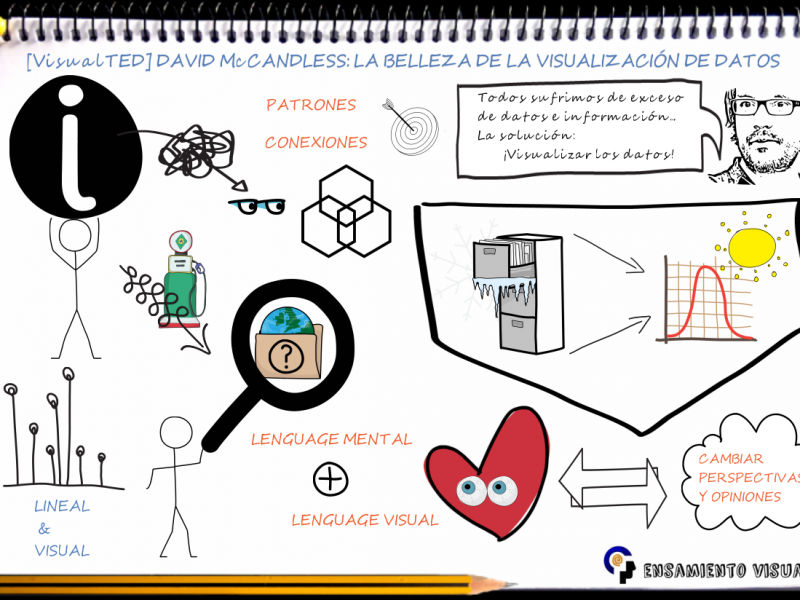 [VisualTED] DAVID McCANDLESS: LA BELLEZA DE LA VISUALIZACIÓN DE DATOS
i
PATRONES
CONEXIONES
Todos sufrimos de exceso
de datos e información..
La solución:
¡Visualizar los datos!
?
LENGUAGE MENTAL
+
LENGUAGE VISUAL
LINEAL
&
VISUAL
CAMBIAR
PERSPECTIVAS
Y OPINIONES
ENSAMIENTO VISUA